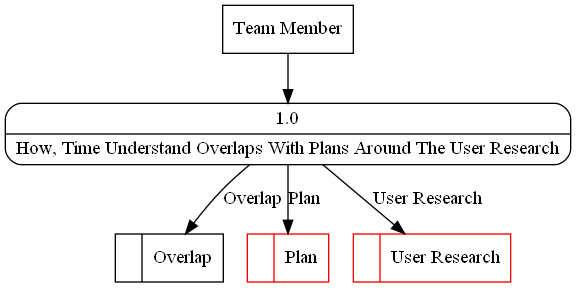 Team Member
1.0
How, Time Understand Overlaps With Plans Around The User Research
Overlap Plan User Research
Overlap Plan User Research